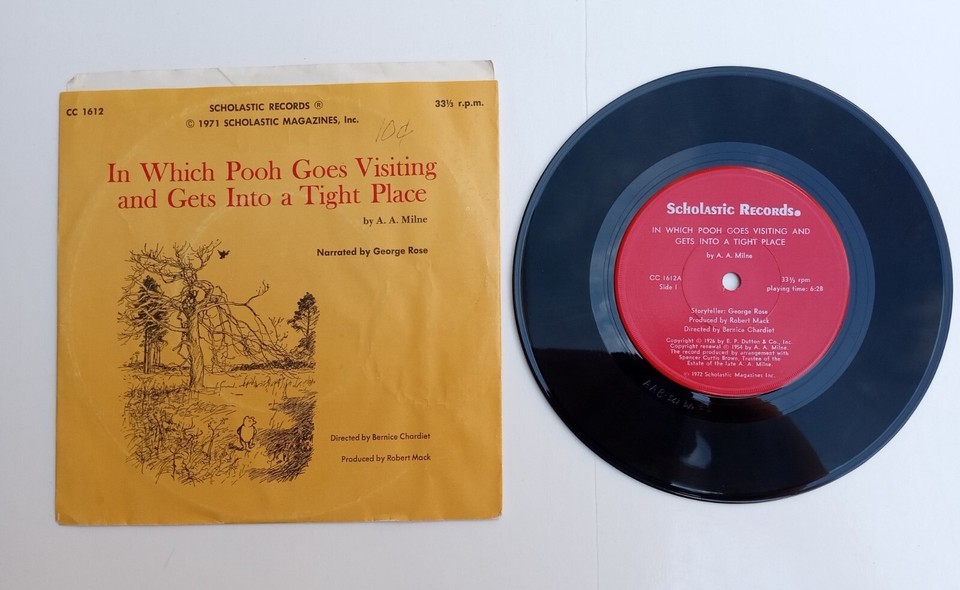 CC 1612
SCHOLASTIC RECORDS ®
33⅓ r.p.m.
© 1971 SCHOLASTIC MAGAZINES, Inc.
10¢
In Which Pooh Goes Visiting
and Gets Into a Tight Place
by A. A. Milne
Narrated by George Rose
Directed by Bernice Chardiet
Produced by Robert Mack
SCHOLASTIC RECORDS®
IN WHICH POOH GOES VISITING AND
GETS INTO A TIGHT PLACE
by A. A. Milne
CC 1612A
Side 1
33⅓ rpm
playing time: 6:28
Storyteller: George Rose
Produced by Robert Mack
Directed by Bernice Chardiet
Copyright © 1926 by E. P. Dutton & Co., Inc.
Copyright renewal © 1954 by A. A. Milne.
The record produced by arrangement with
Spencer Curtis Brown, Trustee of the
Estate of the late A. A. Milne.
© 1972 Scholastic Magazines Inc.